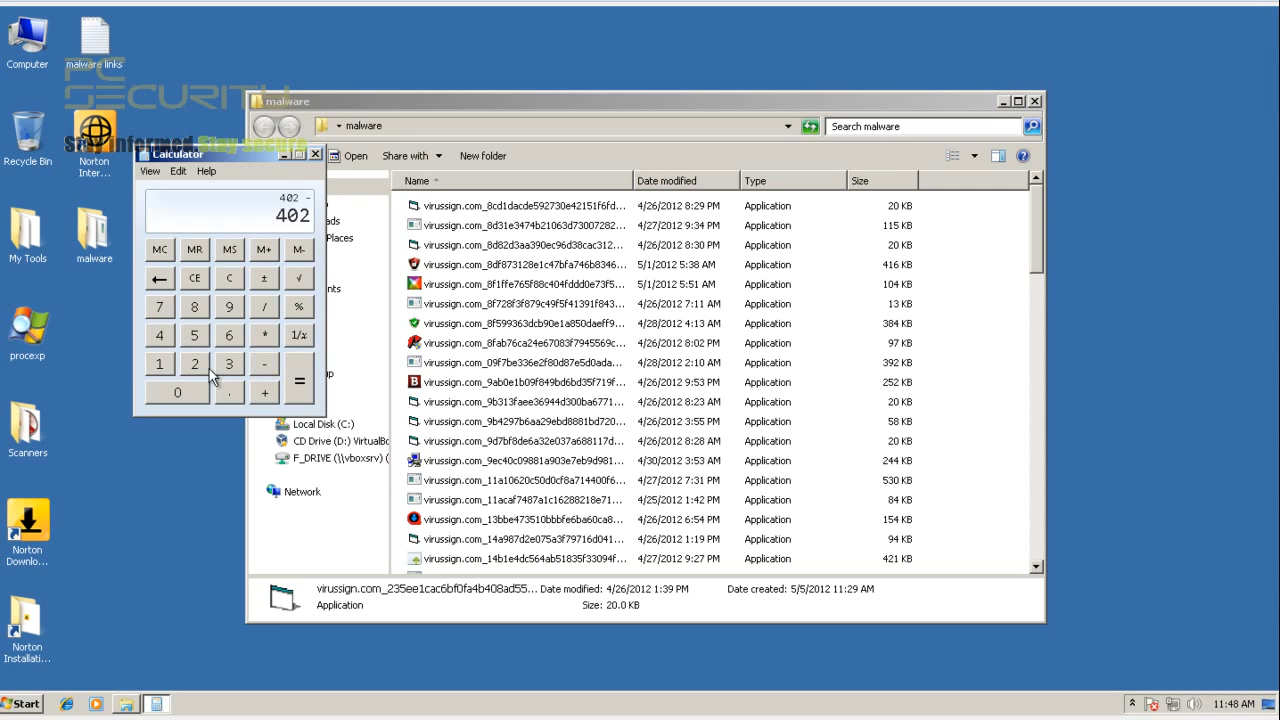 Computer
malware links
PC
SECURITY
Stay informed.Stay secure
Recycle Bin
Norton
Inter...
My Tools
malware
procexp
Scanners
Norton
Downlo...
Norton
Installati...
malware
malware
Search malware
Open
Share with
New folder
Calculator
View Edit Help
402 -
402
MC MR MS M+ M-
← CE C ± √
7 8 9 / %
4 5 6 * 1/x
1 2 3 - =
0 . +
Local Disk (C:)
CD Drive (D:) VirtualBo
F_DRIVE (\\vboxsrv) (
Network
Name Date modified Type Size
virussign.com_8cd1dacde592730e42151f6fd... 4/26/2012 8:29 PM Application 20 KB
virussign.com_8d31e3474b21063d73007282... 4/27/2012 9:34 PM Application 115 KB
virussign.com_8d82d3aa390bec96d38cac312... 4/26/2012 8:30 PM Application 20 KB
virussign.com_8df873128e1c47bfa746b8346... 5/1/2012 5:38 AM Application 416 KB
virussign.com_8f1ffe765f88c404fdd5e73f5... 5/1/2012 5:51 AM Application 104 KB
virussign.com_8f728f3f879c49f5f41391f843... 4/26/2012 7:11 AM Application 13 KB
virussign.com_8f599363dcb90e1a850daeff9... 4/28/2012 4:13 AM Application 384 KB
virussign.com_8fab76ca24e67083f7945569c... 4/26/2012 8:02 PM Application 97 KB
virussign.com_09f7be336e2f80d87e5d0ada... 4/28/2012 2:10 AM Application 392 KB
virussign.com_9ab0e1b09f849bd6bd35f719f... 4/26/2012 9:53 PM Application 252 KB
virussign.com_9b313faee36944d300ba6771... 4/26/2012 8:23 AM Application 20 KB
virussign.com_9b4297b6aa29ebd8881bd720... 4/26/2012 3:55 PM Application 58 KB
virussign.com_9d7bf8de6a32e037a688117d... 4/26/2012 8:28 AM Application 20 KB
virussign.com_9ec40c09881a903e7eb9d981... 4/30/2012 3:53 AM Application 244 KB
virussign.com_11a10620c50d0cf8a714400f6... 4/27/2012 7:31 PM Application 530 KB
virussign.com_11acaf7487a1c16288218e71... 4/25/2012 1:42 PM Application 84 KB
virussign.com_13bbe473510bbbfe6ba60ca8... 4/26/2012 6:54 PM Application 154 KB
virussign.com_14a987d2e075a3f79716d041... 4/26/2012 1:19 PM Application 94 KB
virussign.com_14b1e4dc564ab51835f33094f... 4/27/2012 9:27 PM Application 421 KB
virussign.com_235ee1cac6bf0fa4b408ad55... Date modified: 4/26/2012 1:39 PM Date created: 5/5/2012 11:29 AM
Application Size: 20.0 KB
Start
11:48 AM